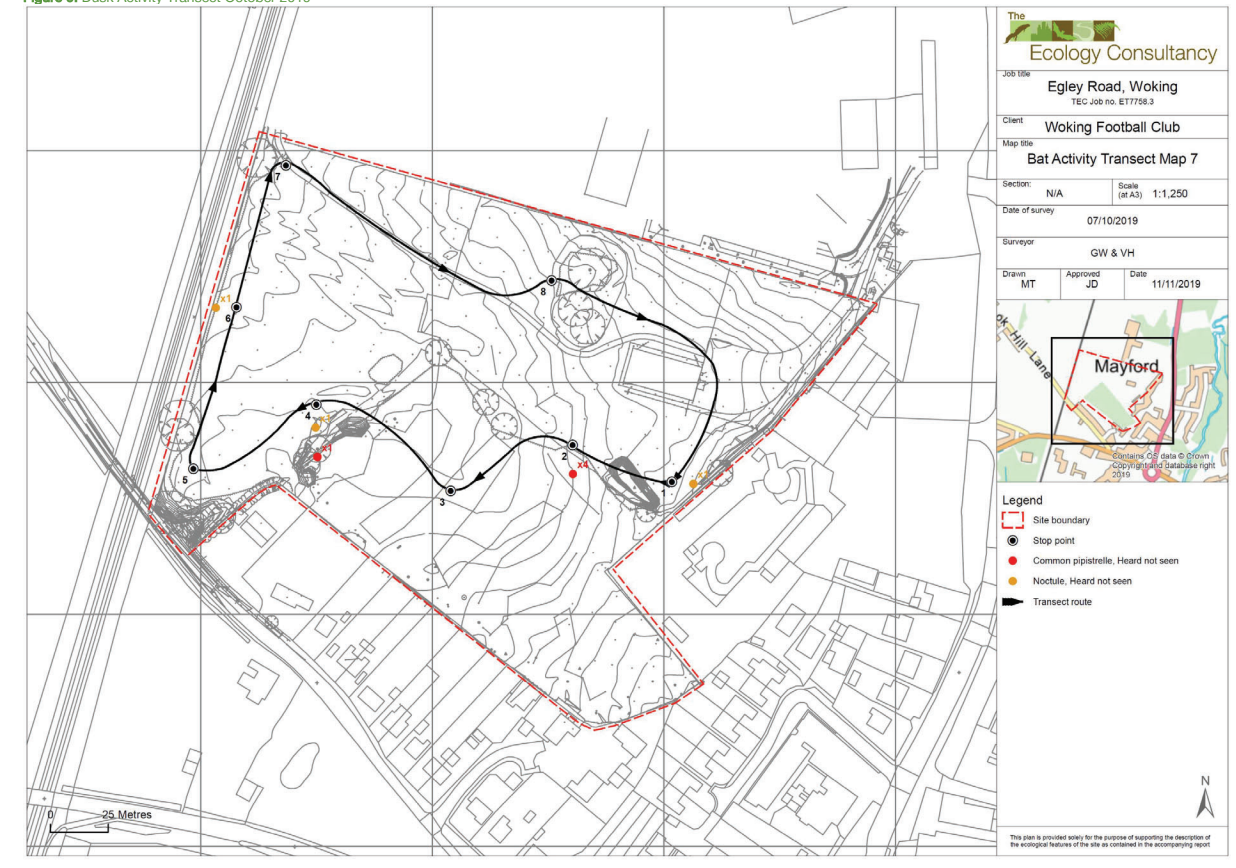 Figure 9: Dusk Activity Transect October 2019
The
Ecology Consultancy
Job title
Egley Road, Woking
TEC Job no. ET7758.3
Client
Woking Football Club
Map title
Bat Activity Transect Map 7
Section:
N/A
Scale
(at A3)
1:1,250
Date of survey
07/10/2019
Surveyor
GW & VH
Drawn
MT
Approved
JD
Date
11/11/2019
ok Hill Lane
Mayford
Contains OS data © Crown
Copyright and database right
2019
Legend
Site boundary
Stop point
Common pipistrelle, Heard not seen
Noctule, Heard not seen
Transect route
N
This plan is provided solely for the purpose of supporting the description of
the ecological features of the site as contained in the accompanying report
7
8
x1
6
4
x1
x1
2
x4
5
3
1
0
25 Metres